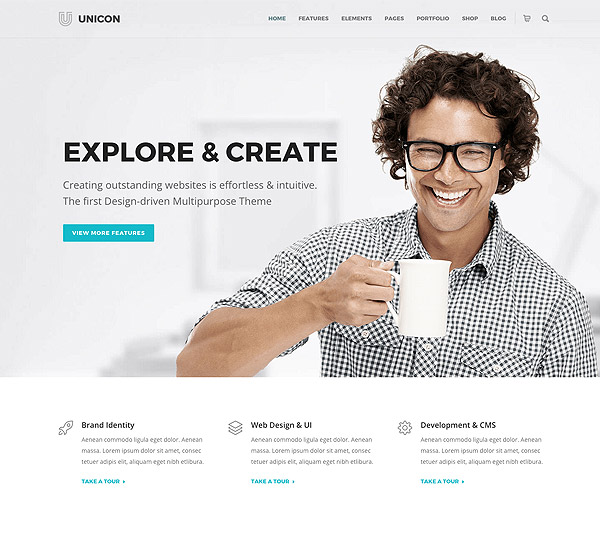 UNICON
HOME FEATURES ELEMENTS PAGES PORTFOLIO SHOP BLOG
EXPLORE & CREATE
Creating outstanding websites is effortless & intuitive.
The first Design-driven Multipurpose Theme
VIEW MORE FEATURES
Brand Identity
Aenean commodo ligula eget dolor. Aenean
massa. Lorem ipsum dolor sit amet, consec
tetuer adipis elit, aliquam eget nibh etlibura.
TAKE A TOUR
Web Design & UI
Aenean commodo ligula eget dolor. Aenean
massa. Lorem ipsum dolor sit amet, consec
tetuer adipis elit, aliquam eget nibh etlibura.
TAKE A TOUR
Development & CMS
Aenean commodo ligula eget dolor. Aenean
massa. Lorem ipsum dolor sit amet, consec
tetuer adipis elit, aliquam eget nibh etlibura.
TAKE A TOUR